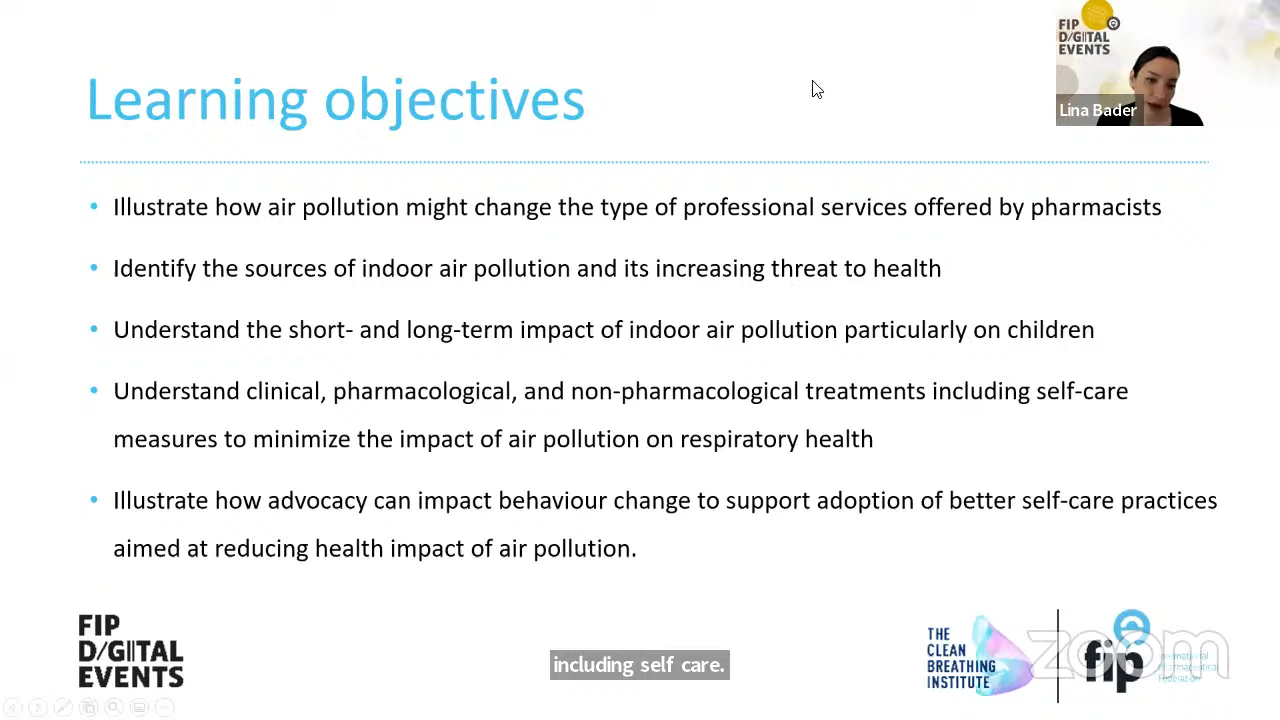 FIP
D/G/TAL
EVENTS
Lina Bader
Learning objectives
• Illustrate how air pollution might change the type of professional services offered by pharmacists
• Identify the sources of indoor air pollution and its increasing threat to health
• Understand the short- and long-term impact of indoor air pollution particularly on children
• Understand clinical, pharmacological, and non-pharmacological treatments including self-care
measures to minimize the impact of air pollution on respiratory health
• Illustrate how advocacy can impact behaviour change to support adoption of better self-care practices
aimed at reducing health impact of air pollution.
FIP
D/G/TAL
EVENTS
including self care.
THE
CLEAN
BREATHING
INSTITUTE
fip
International
Pharmaceutical
Federation
zoom